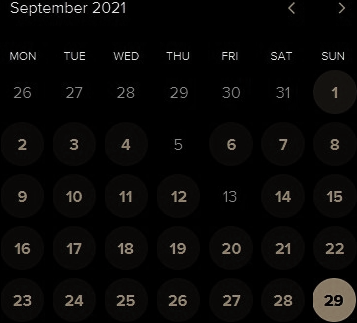 September 2021
MON TUE WED THU FRI SAT SUN
26 27 28 29 30 31 1
2 3 4 5 6 7 8
9 10 11 12 13 14 15
16 17 18 19 20 21 22
23 24 25 26 27 28 29